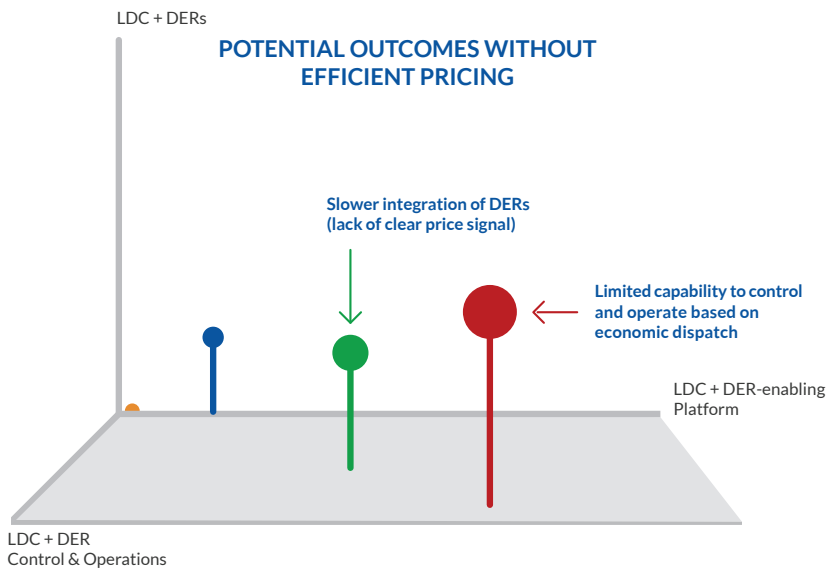 LDC + DERs
POTENTIAL OUTCOMES WITHOUT
EFFICIENT PRICING
Slower integration of DERs
(lack of clear price signal)
Limited capability to control
and operate based on
economic dispatch
LDC + DER-enabling
Platform
LDC + DER
Control & Operations